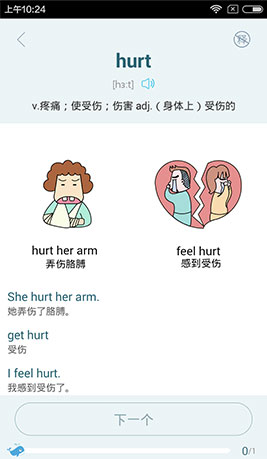 上午10:24
hurt
[hɜːt]
v.疼痛；使受伤；伤害 adj.（身体上）受伤的
hurt her arm
弄伤胳膊
feel hurt
感到受伤
She hurt her arm.
她弄伤了胳膊。
get hurt
受伤
I feel hurt.
我感到受伤了。
下一个
0/1